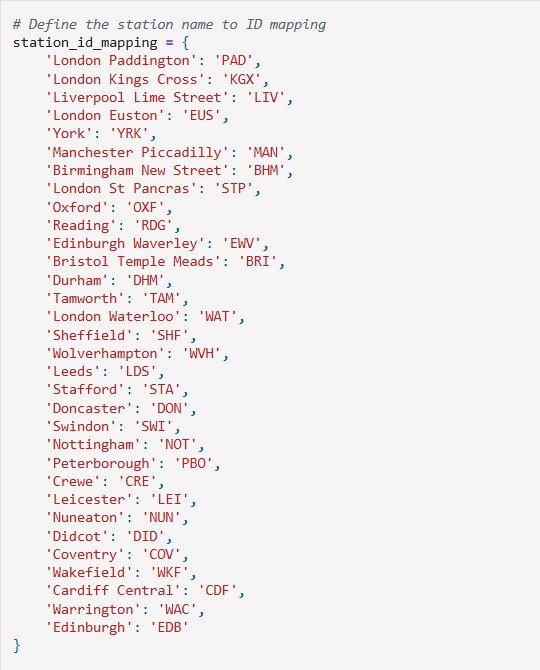 # Define the station name to ID mapping
station_id_mapping = {
    'London Paddington': 'PAD',
    'London Kings Cross': 'KGX',
    'Liverpool Lime Street': 'LIV',
    'London Euston': 'EUS',
    'York': 'YRK',
    'Manchester Piccadilly': 'MAN',
    'Birmingham New Street': 'BHM',
    'London St Pancras': 'STP',
    'Oxford': 'OXF',
    'Reading': 'RDG',
    'Edinburgh Waverley': 'EWV',
    'Bristol Temple Meads': 'BRI',
    'Durham': 'DHM',
    'Tamworth': 'TAM',
    'London Waterloo': 'WAT',
    'Sheffield': 'SHF',
    'Wolverhampton': 'WVH',
    'Leeds': 'LDS',
    'Stafford': 'STA',
    'Doncaster': 'DON',
    'Swindon': 'SWI',
    'Nottingham': 'NOT',
    'Peterborough': 'PBO',
    'Crewe': 'CRE',
    'Leicester': 'LEI',
    'Nuneaton': 'NUN',
    'Didcot': 'DID',
    'Coventry': 'COV',
    'Wakefield': 'WKF',
    'Cardiff Central': 'CDF',
    'Warrington': 'WAC',
    'Edinburgh': 'EDB'
}